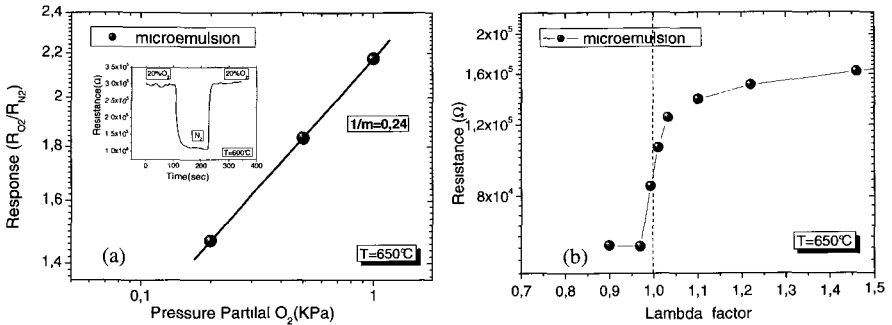 2,4
2,2
2
1,8
1,6
1,4
Response (R_O2/R_N2)
microemulsion
20%O
20%O
N2
T=600℃
Resistance(Ω)
0 100 200 300 400
Time(sec)
1/m=0,24
(a)
T=650℃
0,1 1
Pressure Partilal O2(KPa)
2x10^5
1,6x10^5
1,2x10^5
8x10^4
Resistance (Ω)
microemulsion
(b)
T=650℃
0,7 0,8 0,9 1,0 1,1 1,2 1,3 1,4 1,5
Lambda factor